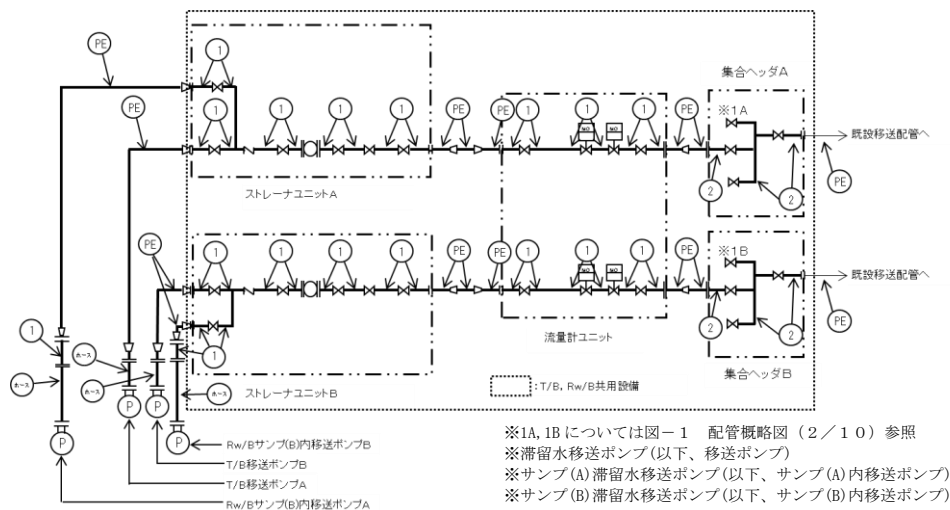 PE
1
PE
1
1
1
1
PE
PE
1
1
1
PE
集合ヘッダA
※1A
2
2
既設移送配管へ
PE
ストレーナユニットA
PE
1
1
1
1
PE
PE
1
1
1
PE
※1B
2
2
既設移送配管へ
PE
1
1
ホース
ホース
ホース
ホース
P
P
P
P
ストレーナユニットB
流量計ユニット
集合ヘッダB
:T/B, Rw/B共用設備
Rw/Bサンプ(B)内移送ポンプB
T/B移送ポンプB
T/B移送ポンプA
Rw/Bサンプ(B)内移送ポンプA
※1A,1Bについては図－1　配管概略図（2／10）参照
※滞留水移送ポンプ(以下、移送ポンプ)
※サンプ(A)滞留水移送ポンプ(以下、サンプ(A)内移送ポンプ)
※サンプ(B)滞留水移送ポンプ(以下、サンプ(B)内移送ポンプ)